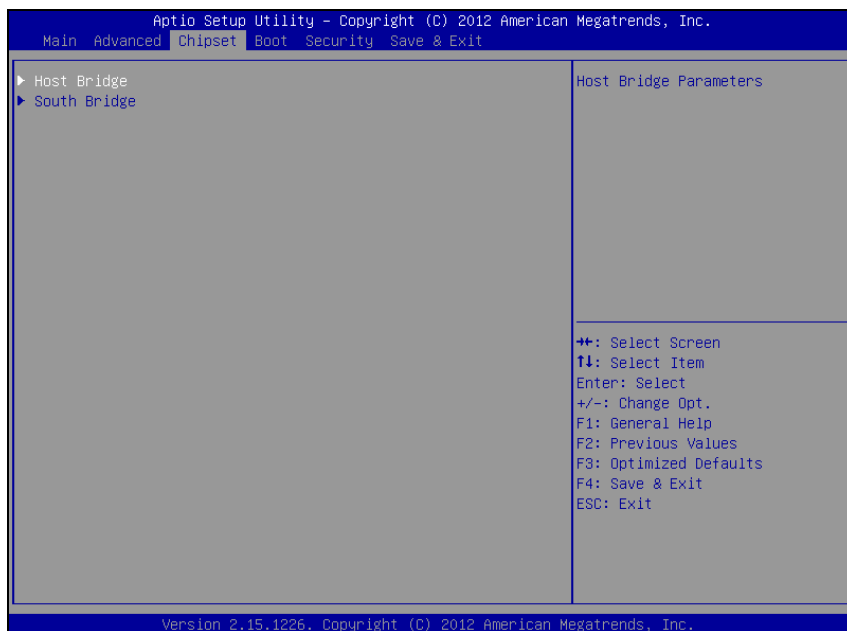 Aptio Setup Utility – Copyright (C) 2012 American Megatrends, Inc.
Main Advanced Chipset Boot Security Save & Exit
▶ Host Bridge
▶ South Bridge
Host Bridge Parameters
→←: Select Screen
↑↓: Select Item
Enter: Select
+/-: Change Opt.
F1: General Help
F2: Previous Values
F3: Optimized Defaults
F4: Save & Exit
ESC: Exit
Version 2.15.1226. Copyright (C) 2012 American Megatrends, Inc.